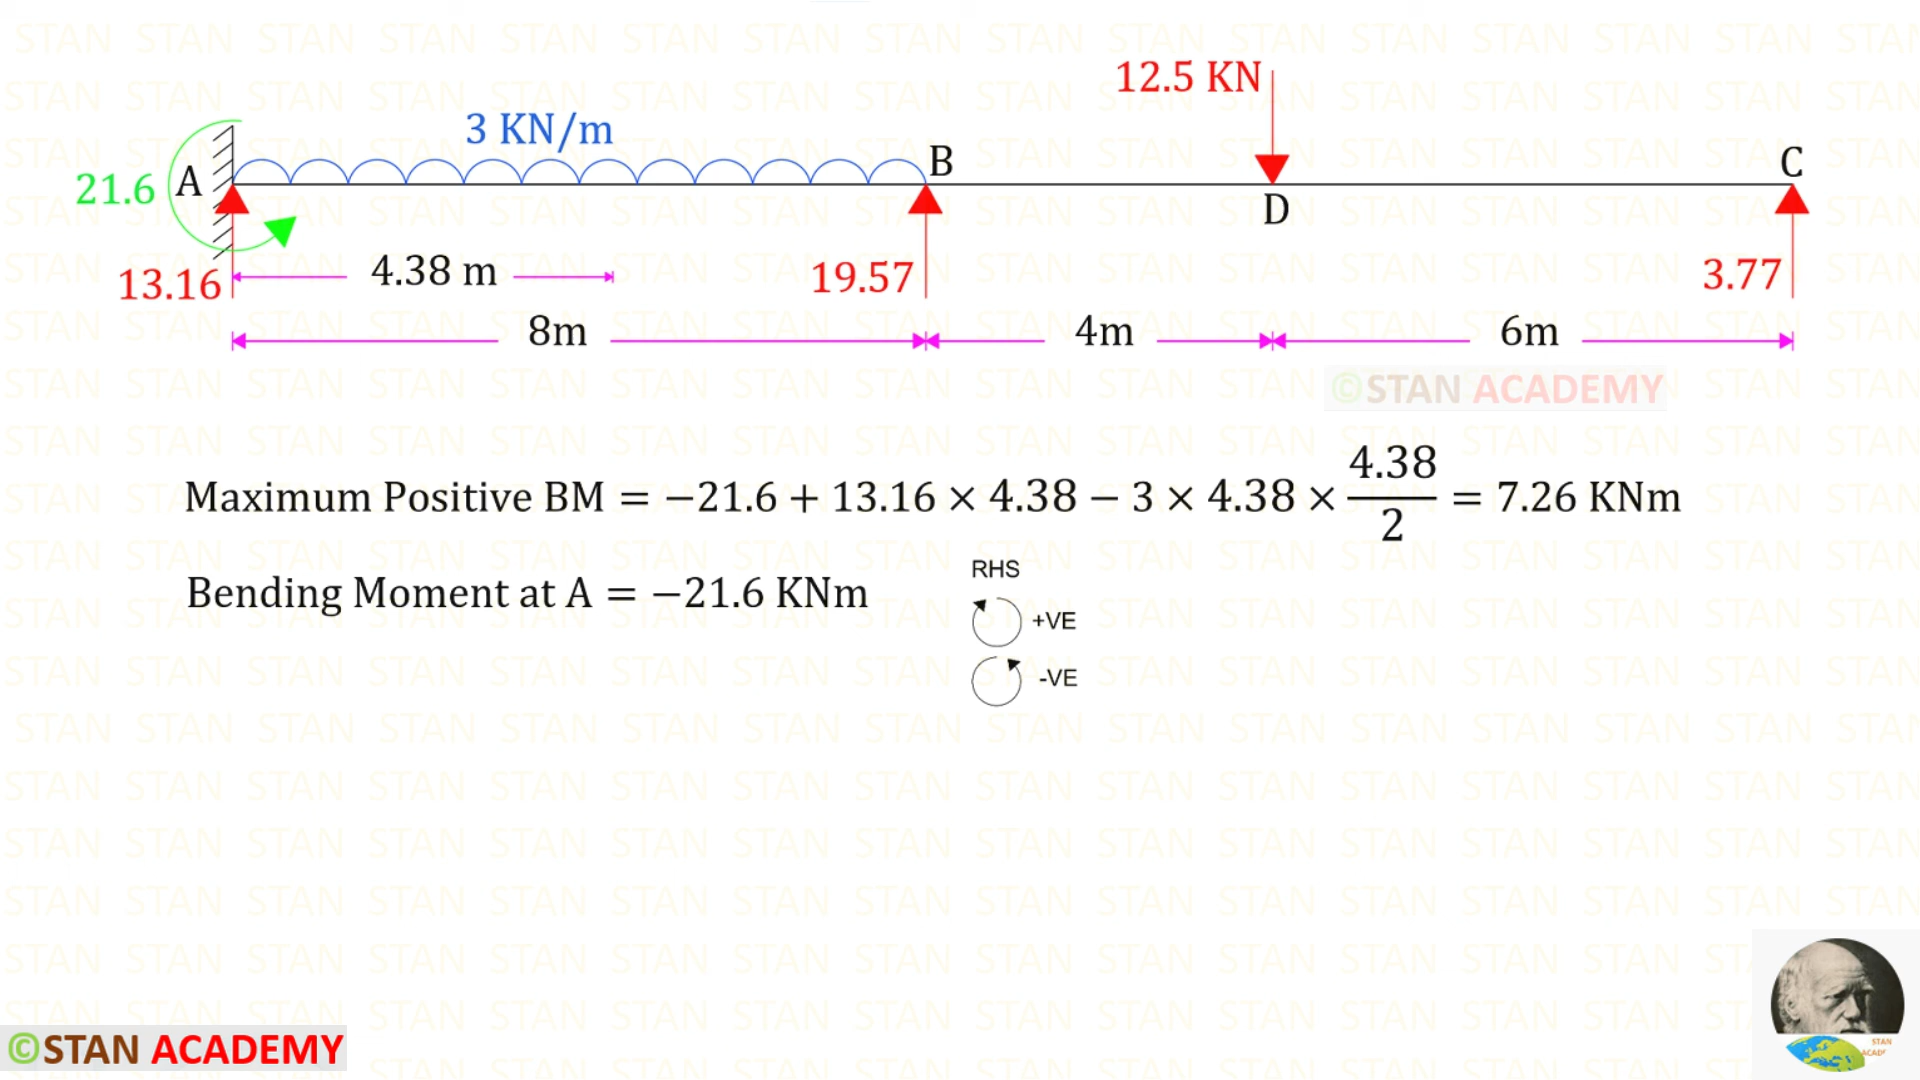 12.5 KN
3 KN/m
A
B
C
21.6
D
13.16
4.38 m
19.57
3.77
8m
4m
6m
©STAN ACADEMY
Maximum Positive BM = −21.6 + 13.16 × 4.38 − 3 × 4.38 × 4.38/2 = 7.26 KNm
Bending Moment at A = −21.6 KNm
RHS
+VE
-VE
©STAN ACADEMY
STAN